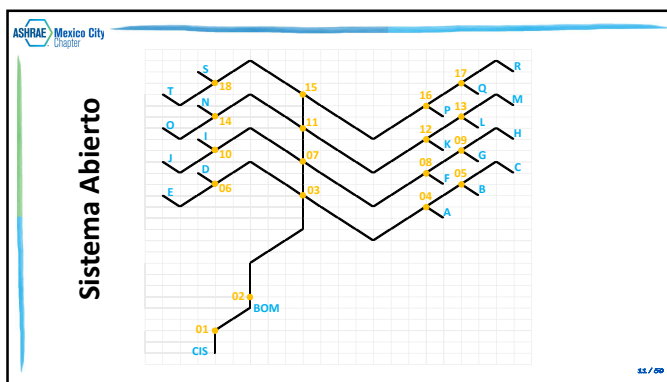 ASHRAE Mexico City
Chapter
Sistema Abierto
S
18
T
N
14
O
I
10
J
D
06
E
15
11
07
03
R
17
Q
16
P
M
13
L
12
K
H
09
G
08
F
C
05
B
04
A
02
BOM
01
CIS
11/50